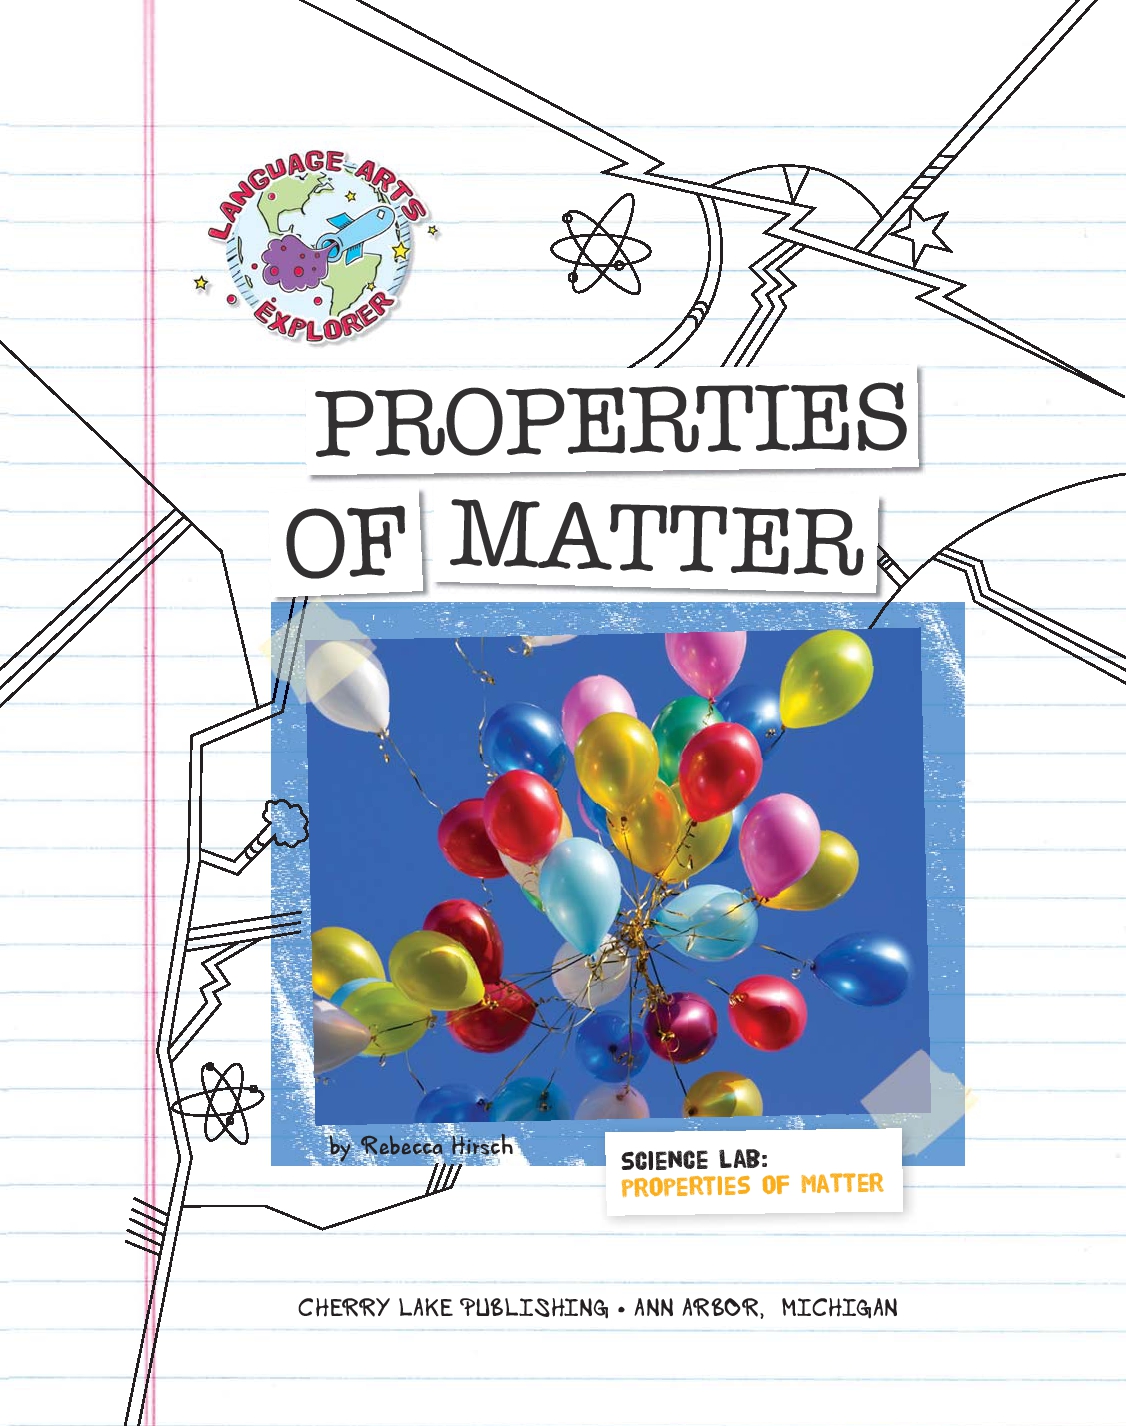 LANGUAGE ARTS
EXPLORER
PROPERTIES
OF MATTER
by Rebecca Hirsch
SCIENCE LAB:
PROPERTIES OF MATTER
CHERRY LAKE PUBLISHING • ANN ARBOR, MICHIGAN